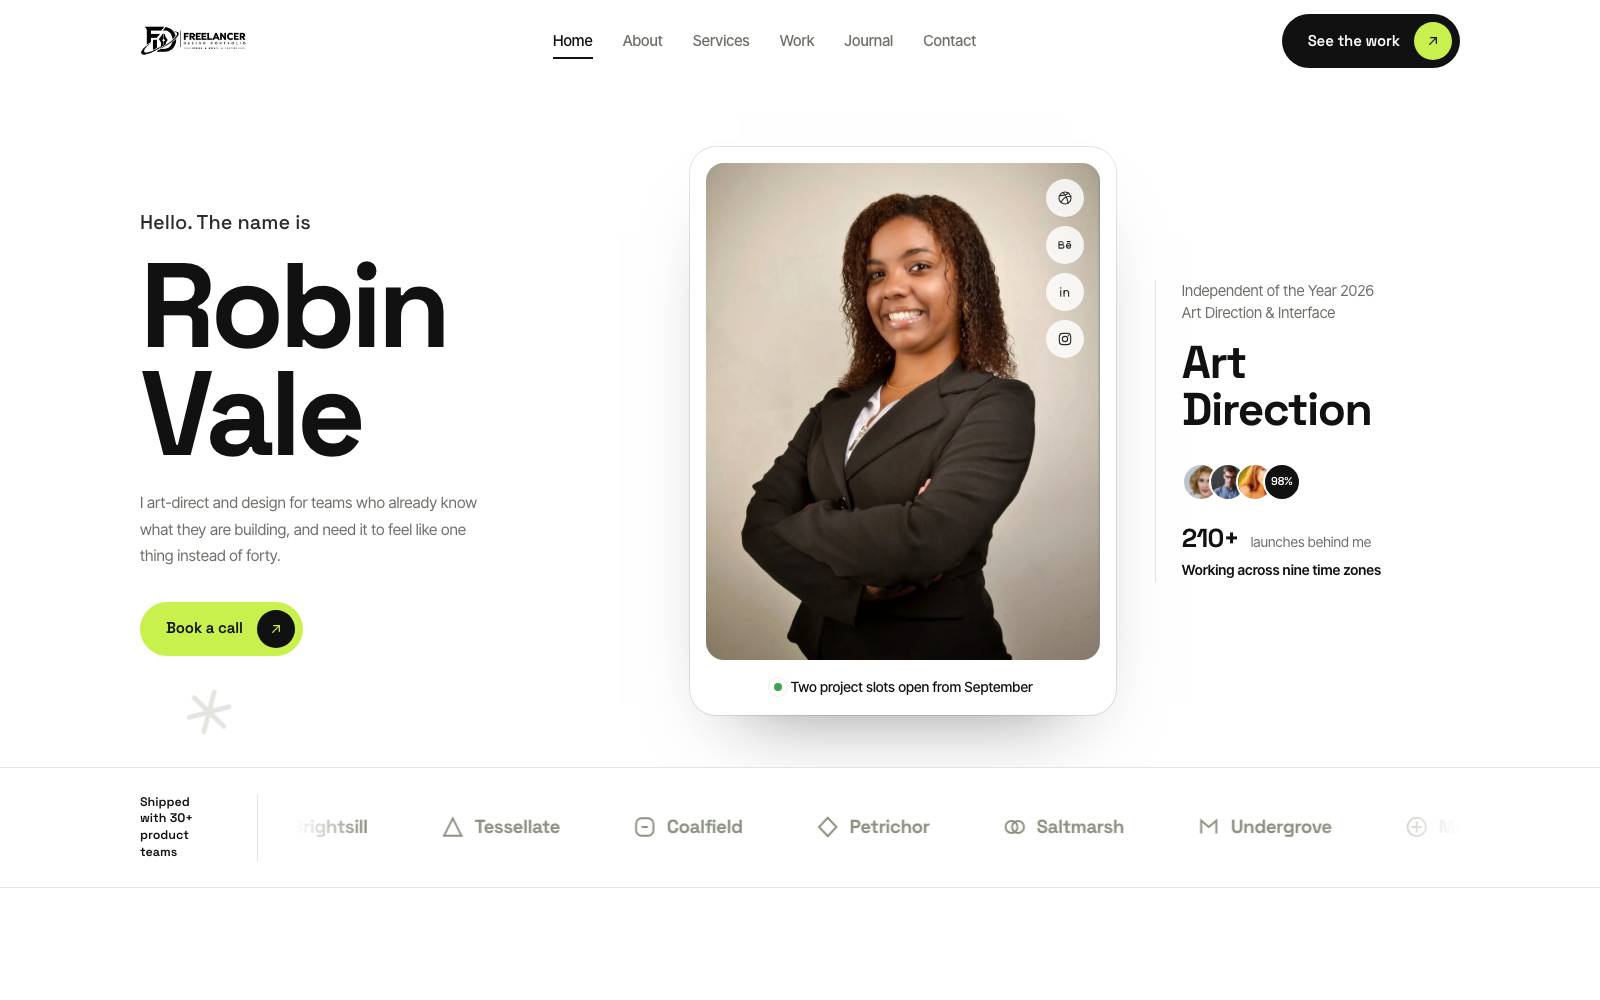 FREELANCER
DESIGN PORTFOLIO
Home
About
Services
Work
Journal
Contact
See the work
Hello. The name is
Robin
Vale
I art-direct and design for teams who already know
what they are building, and need it to feel like one
thing instead of forty.
Book a call
Bē
in
Two project slots open from September
Independent of the Year 2026
Art Direction & Interface
Art
Direction
98%
210+ launches behind me
Working across nine time zones
Shipped
with 30+
product
teams
rightsill
Tessellate
Coalfield
Petrichor
Saltmarsh
Undergrove